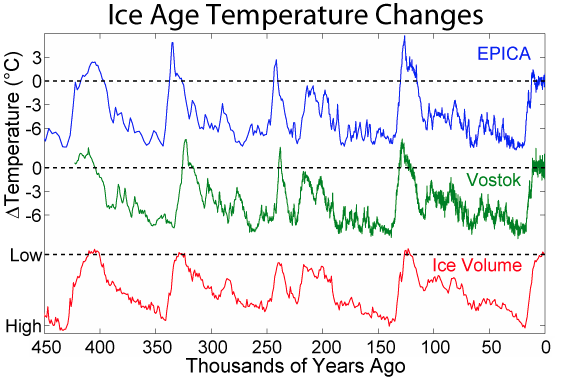 Ice Age Temperature Changes
EPICA
3
0
-3
-6
ΔTemperature (°C)
Vostok
0
-3
-6
Low
Ice Volume
High
450 400 350 300 250 200 150 100 50 0
Thousands of Years Ago